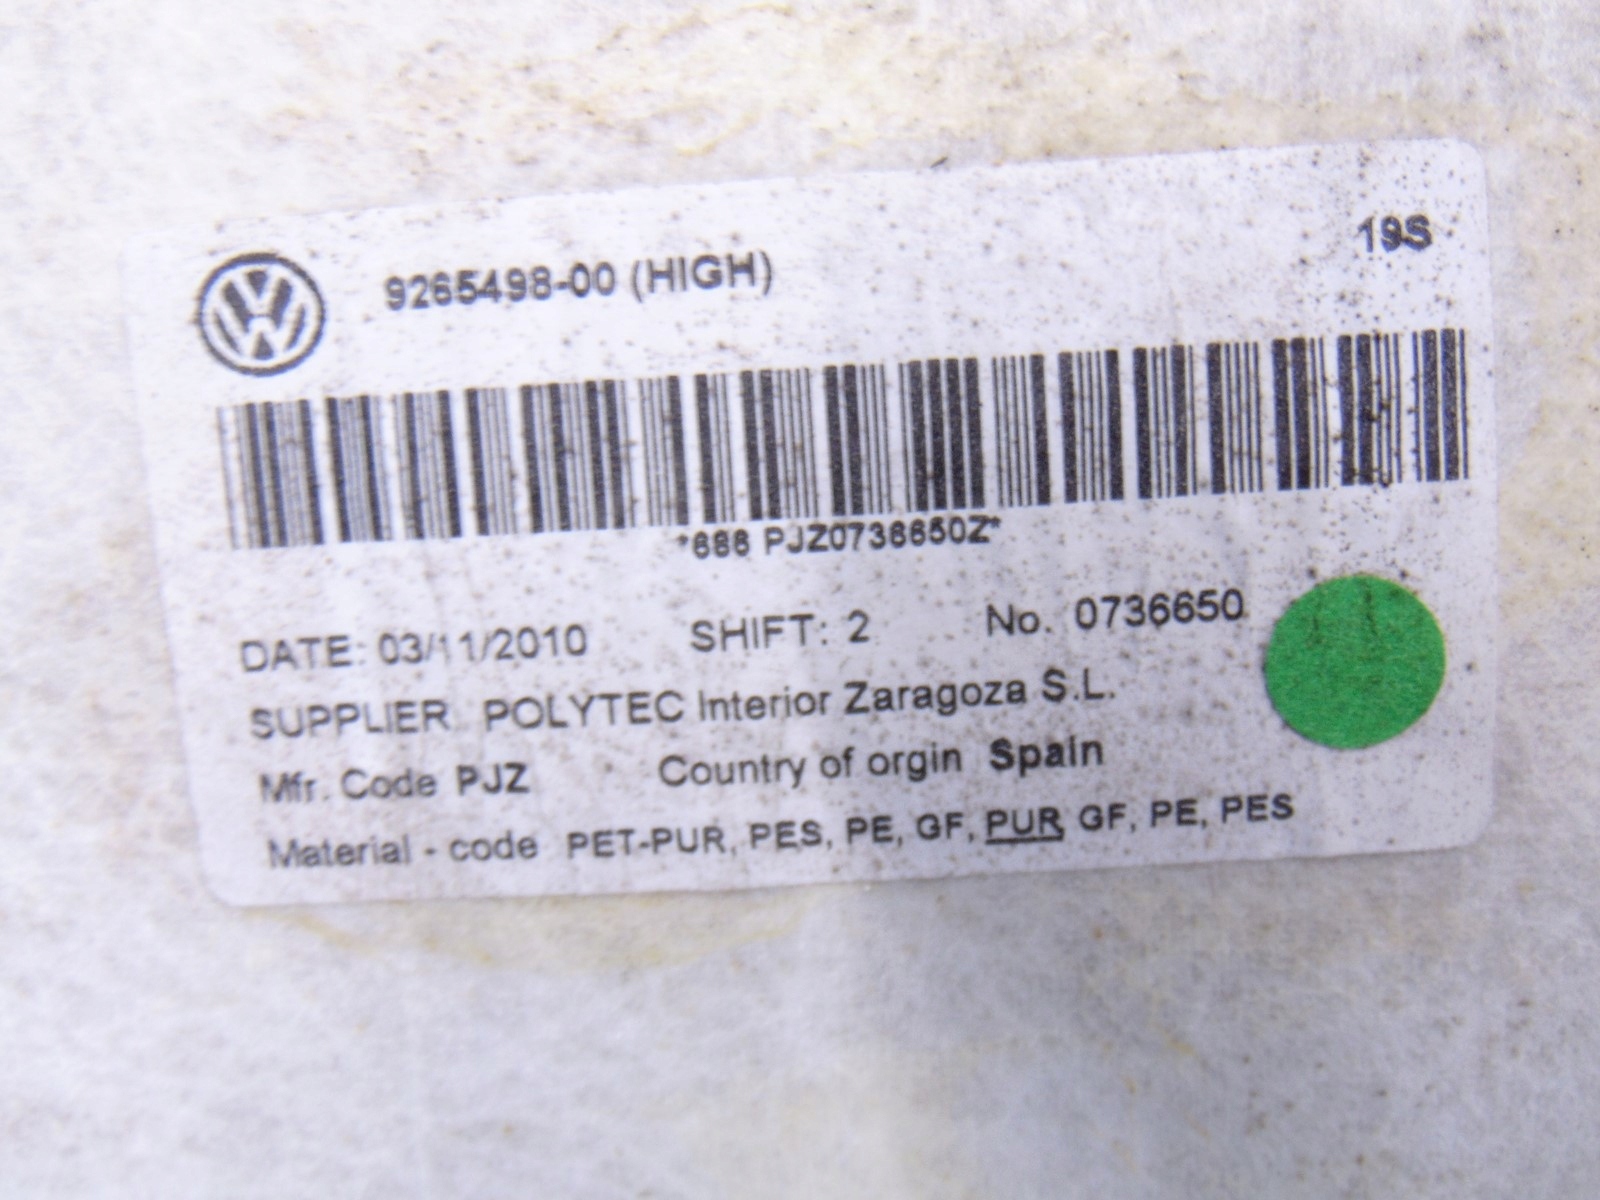 9265498-00 (HIGH) 19S
*666 PJZ0736650Z*
DATE: 03/11/2010 SHIFT: 2 No. 0736650
SUPPLIER POLYTEC Interior Zaragoza S.L.
Mfr. Code PJZ Country of orgin Spain
Material - code PET-PUR, PES, PE, GF, PUR GF, PE, PES